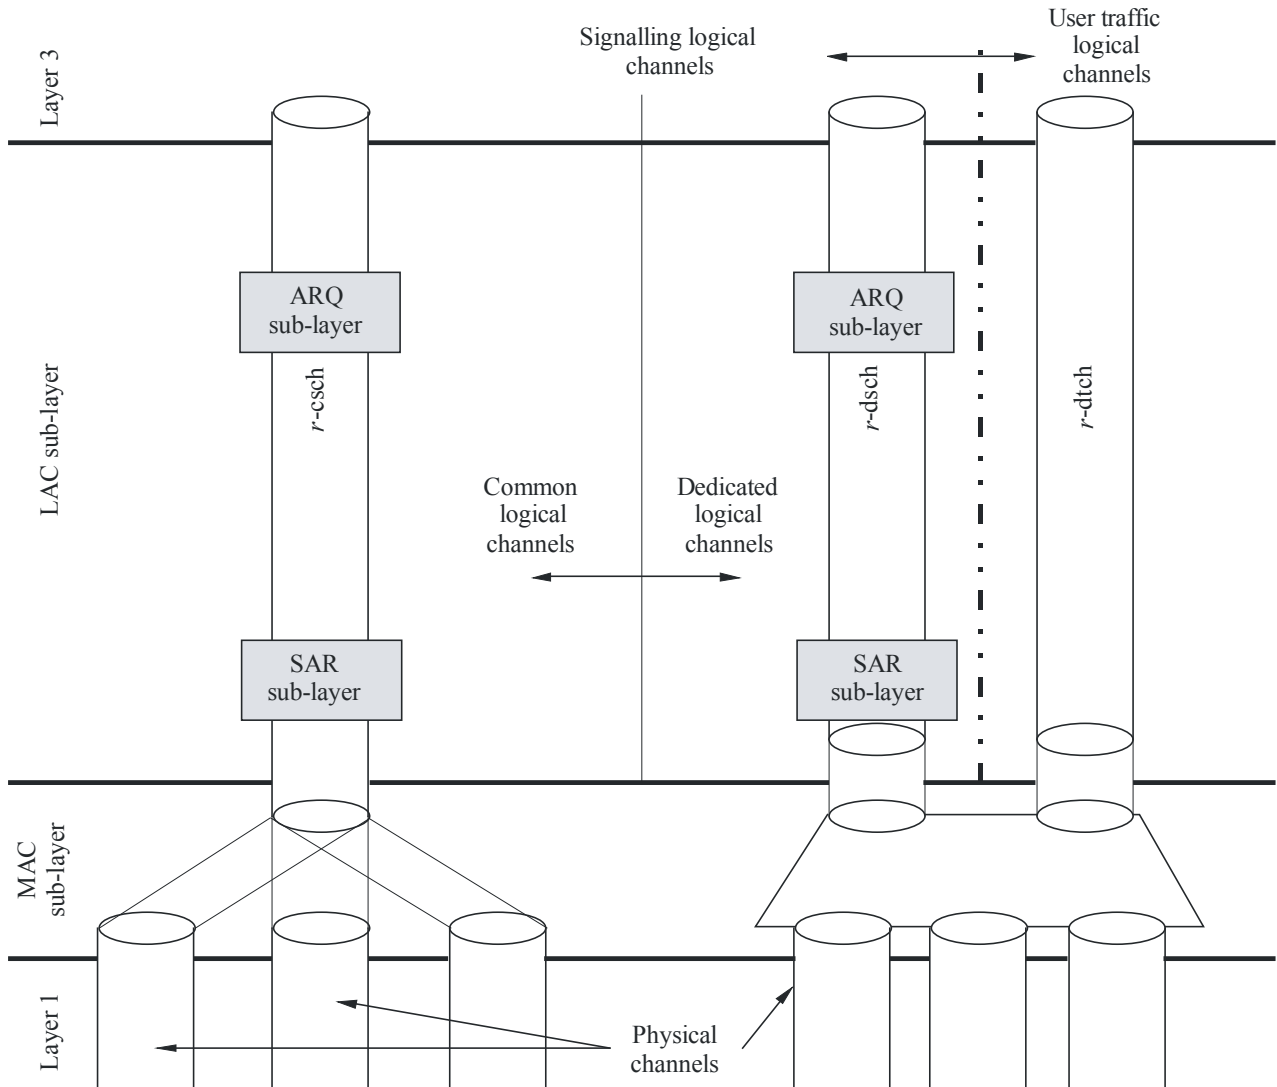 Signalling logical
channels
User traffic
logical
channels
Layer 3
ARQ
sub-layer
ARQ
sub-layer
r-csch
r-dsch
r-dtch
LAC sub-layer
Common
logical
channels
Dedicated
logical
channels
SAR
sub-layer
SAR
sub-layer
MAC
sub-layer
Layer 1
Physical
channels